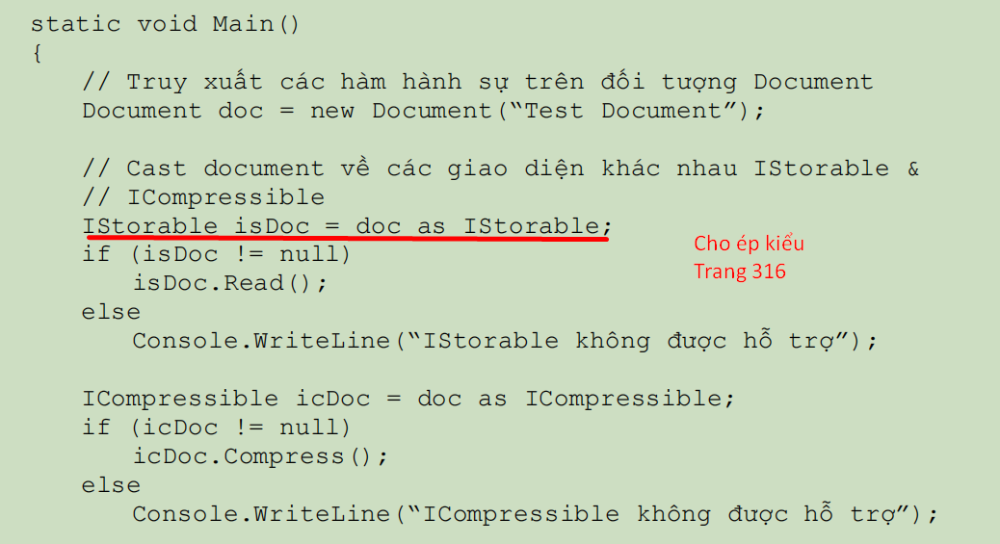 static void Main()
{
// Truy xuất các hàm hành sự trên đối tượng Document
Document doc = new Document(“Test Document”);
// Cast document về các giao diện khác nhau IStorable &
// ICompressible
IStorable isDoc = doc as IStorable;
if (isDoc != null)
isDoc.Read();
else
Console.WriteLine(“IStorable không được hỗ trợ”);
ICompressible icDoc = doc as ICompressible;
if (icDoc != null)
icDoc.Compress();
else
Console.WriteLine(“ICompressible không được hỗ trợ”);
Cho ép kiểu
Trang 316